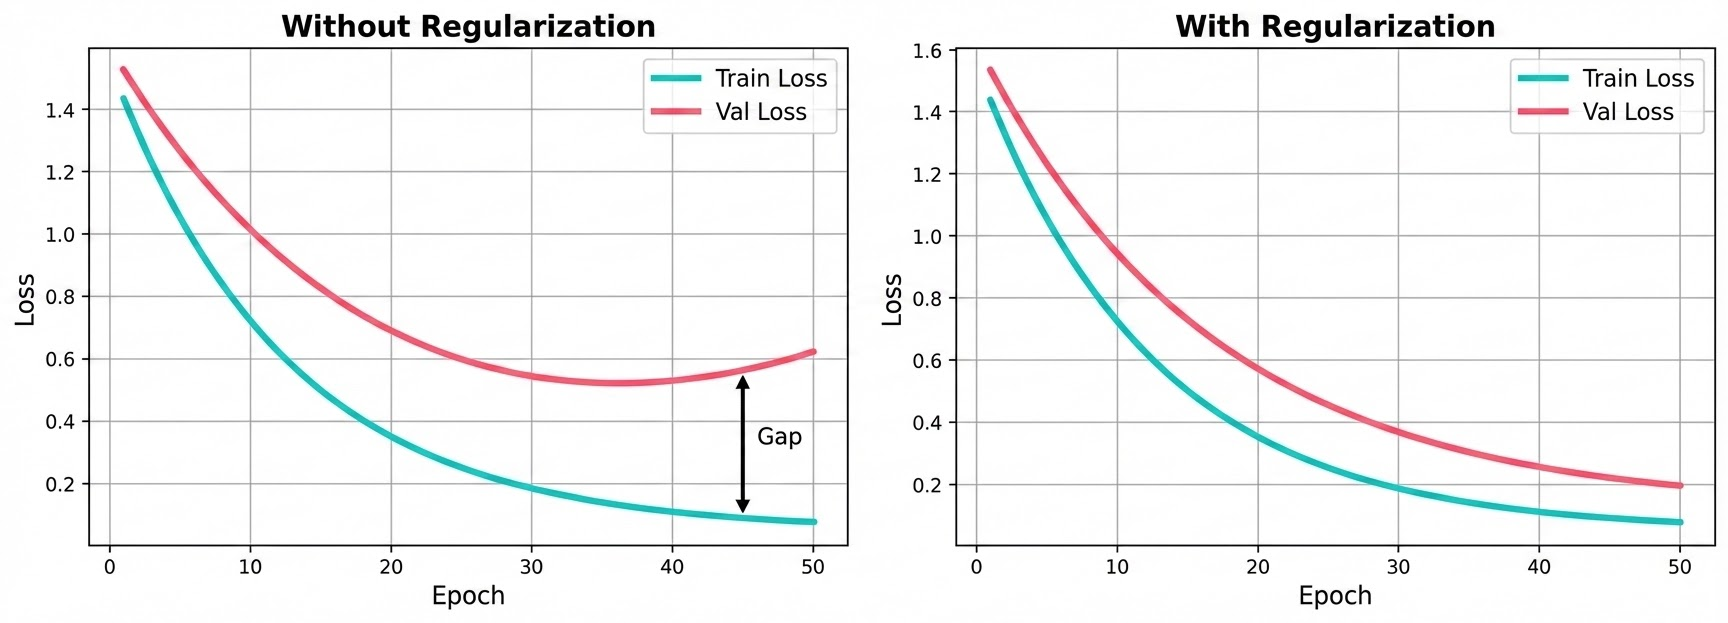 Without Regularization
Train Loss
Val Loss
1.4
1.2
1.0
0.8
0.6
0.4
0.2
Loss
Gap
0
10
20
30
40
50
Epoch
With Regularization
Train Loss
Val Loss
1.6
1.4
1.2
1.0
0.8
0.6
0.4
0.2
Loss
0
10
20
30
40
50
Epoch